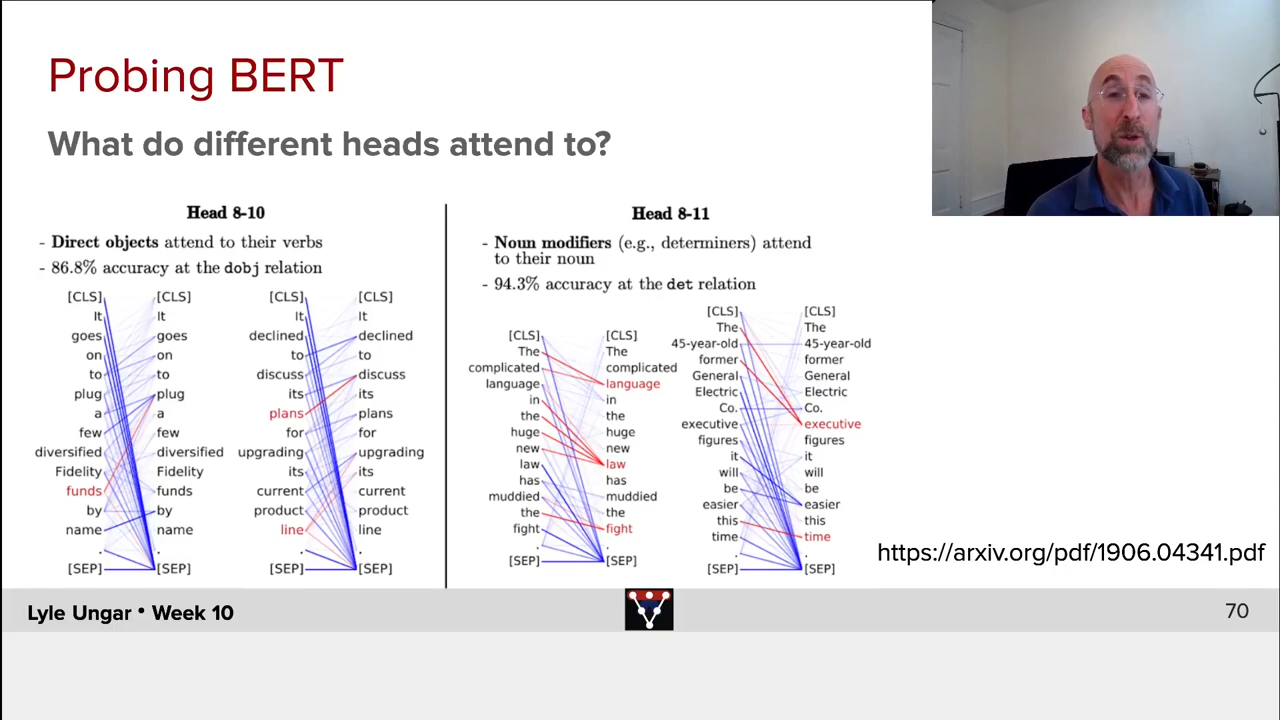 Probing BERT
What do different heads attend to?
Head 8-10
- Direct objects attend to their verbs
- 86.8% accuracy at the dobj relation
[CLS] [CLS]
It It
goes goes
on on
to to
plug plug
a a
few few
diversified diversified
Fidelity Fidelity
funds funds
by by
name name
. .
[SEP] [SEP]
[CLS] [CLS]
It It
declined declined
to to
discuss discuss
its its
plans plans
for for
upgrading upgrading
its its
current current
product product
line line
. .
[SEP] [SEP]
Head 8-11
- Noun modifiers (e.g., determiners) attend
to their noun
- 94.3% accuracy at the det relation
[CLS] [CLS]
The The
complicated complicated
language language
in in
the the
huge huge
new new
law law
has has
muddied muddied
the the
fight fight
. .
[SEP] [SEP]
[CLS] [CLS]
The The
45-year-old 45-year-old
former former
General General
Electric Electric
Co. Co.
executive executive
figures figures
it it
will will
be be
easier easier
this this
time time
. .
[SEP] [SEP]
https://arxiv.org/pdf/1906.04341.pdf
Lyle Ungar • Week 10
70